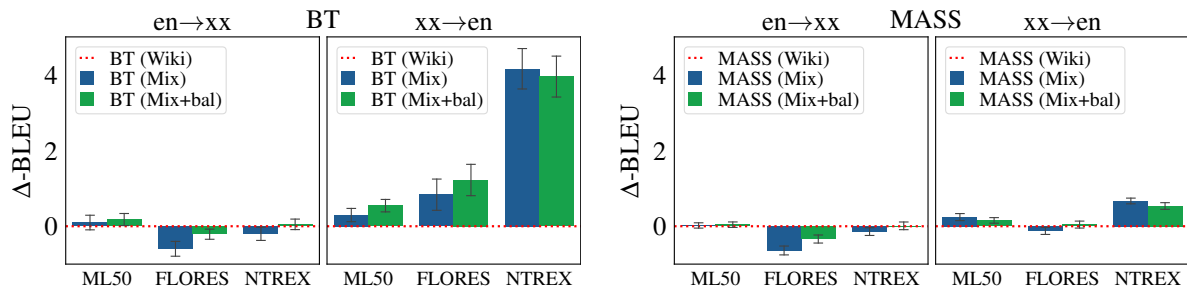 en→xx BT xx→en
Δ-BLEU
4
2
0
BT (Wiki)
BT (Mix)
BT (Mix+bal)
BT (Wiki)
BT (Mix)
BT (Mix+bal)
ML50 FLORES NTREX
ML50 FLORES NTREX
en→xx MASS xx→en
Δ-BLEU
4
2
0
MASS (Wiki)
MASS (Mix)
MASS (Mix+bal)
MASS (Wiki)
MASS (Mix)
MASS (Mix+bal)
ML50 FLORES NTREX
ML50 FLORES NTREX